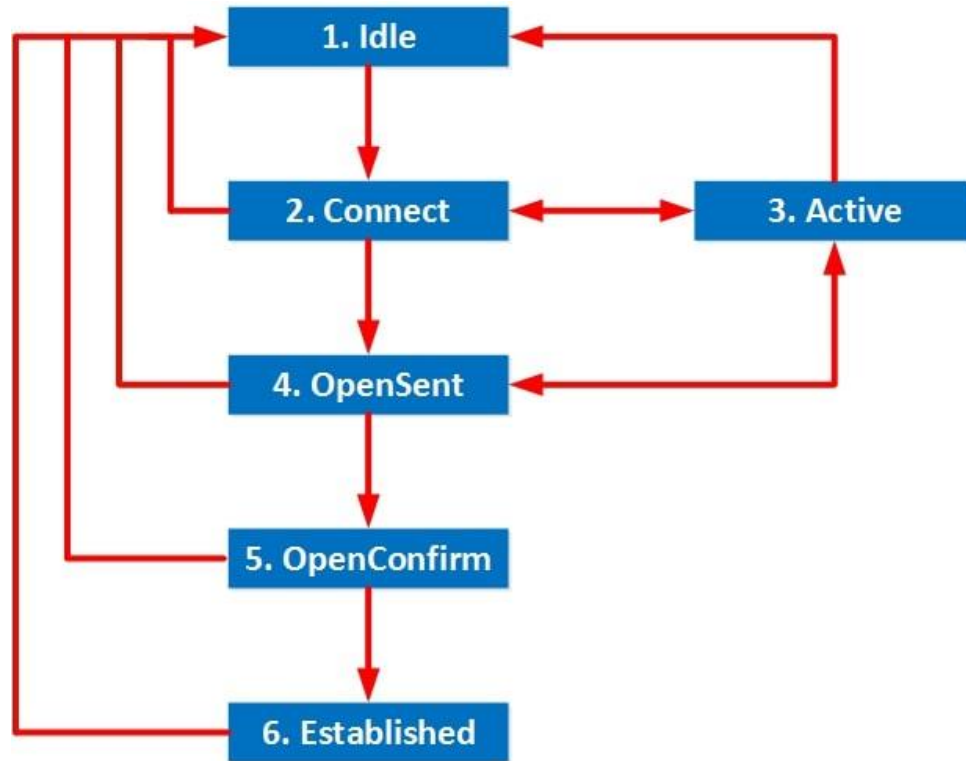 1. Idle
2. Connect
3. Active
4. OpenSent
5. OpenConfirm
6. Established